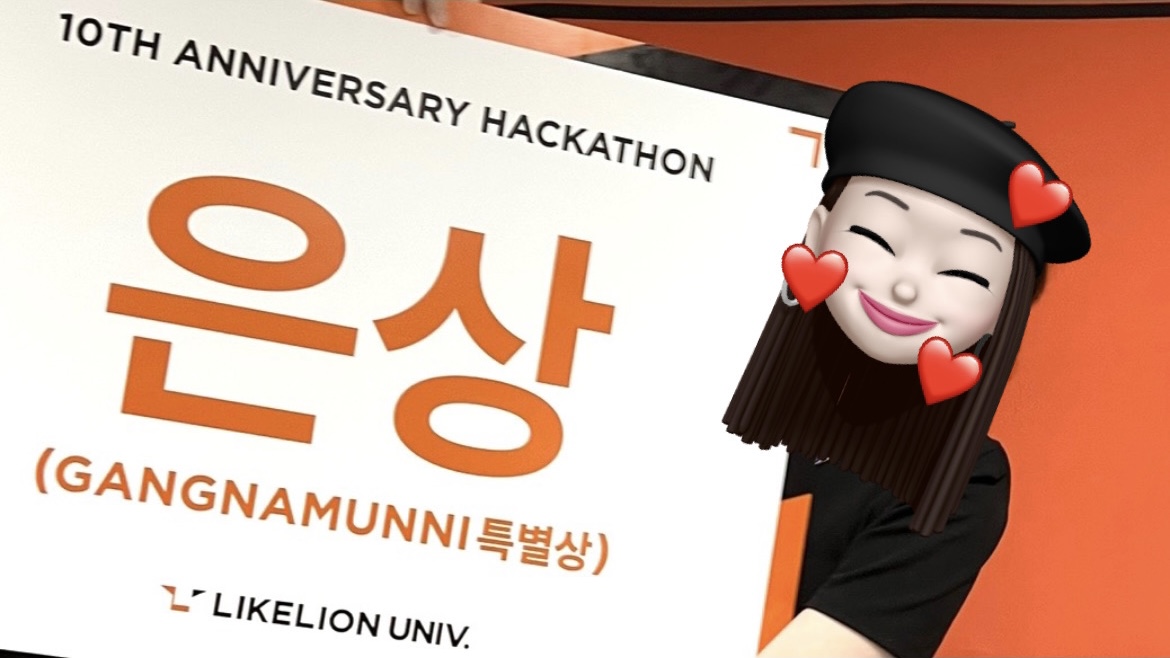 10TH ANNIVERSARY HACKATHON
은상
(GANGNAMUNNI특별상)
LIKELION UNIV.